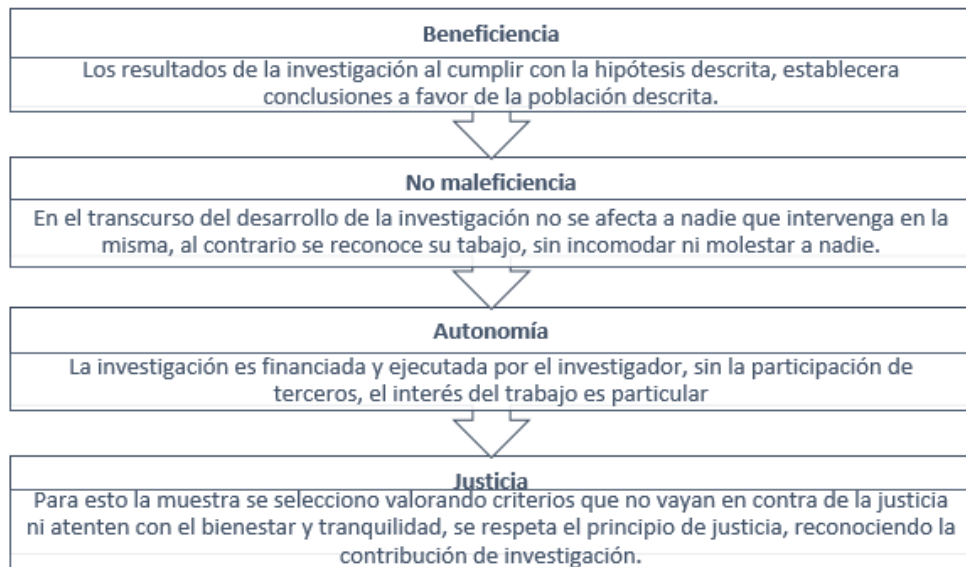 Beneficiencia
Los resultados de la investigación al cumplir con la hipótesis descrita, establecera
conclusiones a favor de la población descrita.
No maleficiencia
En el transcurso del desarrollo de la investigación no se afecta a nadie que intervenga en la
misma, al contrario se reconoce su tabajo, sin incomodar ni molestar a nadie.
Autonomía
La investigación es financiada y ejecutada por el investigador, sin la participación de
terceros, el interés del trabajo es particular
Justicia
Para esto la muestra se selecciono valorando criterios que no vayan en contra de la justicia
ni atenten con el bienestar y tranquilidad, se respeta el principio de justicia, reconociendo la
contribución de investigación.